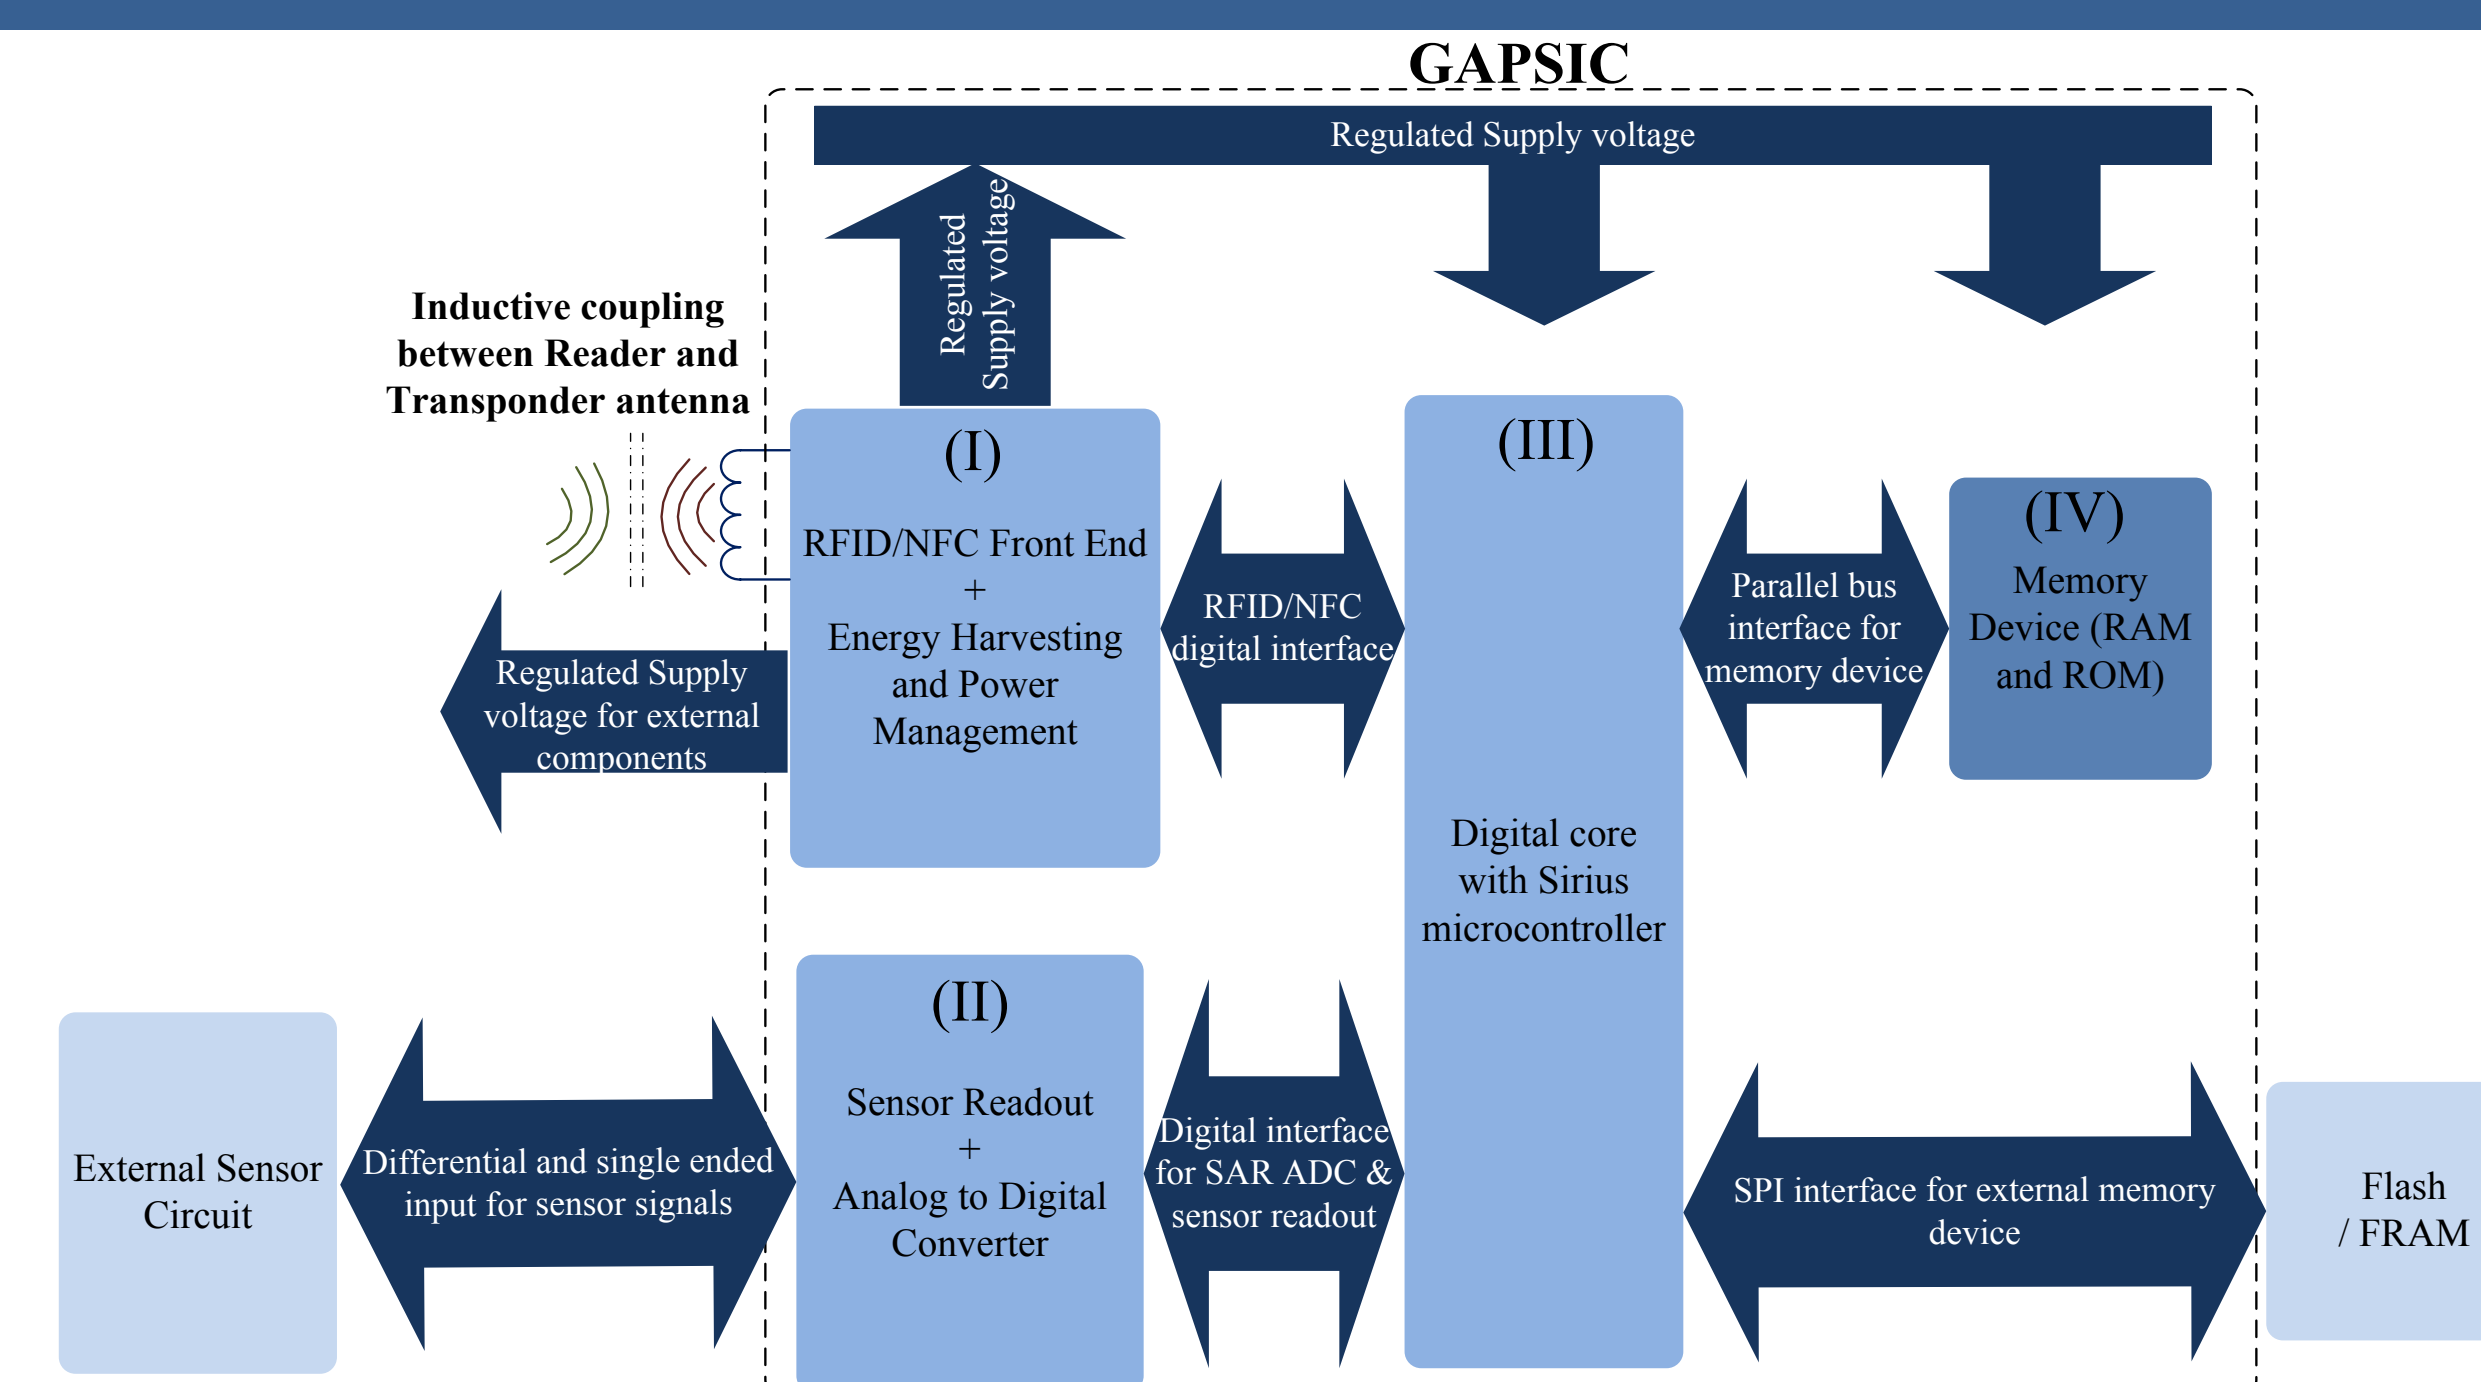 GAPSIC
Regulated Supply voltage
Regulated
Supply voltage
Inductive coupling
between Reader and
Transponder antenna
(I)
RFID/NFC Front End
+
Energy Harvesting
and Power
Management
Regulated Supply
voltage for external
components
RFID/NFC
digital interface
(III)
Digital core
with Sirius
microcontroller
Parallel bus
interface for
memory device
(IV)
Memory
Device (RAM
and ROM)
External Sensor
Circuit
Differential and single ended
input for sensor signals
(II)
Sensor Readout
+
Analog to Digital
Converter
Digital interface
for SAR ADC &
sensor readout
SPI interface for external memory
device
Flash
/ FRAM